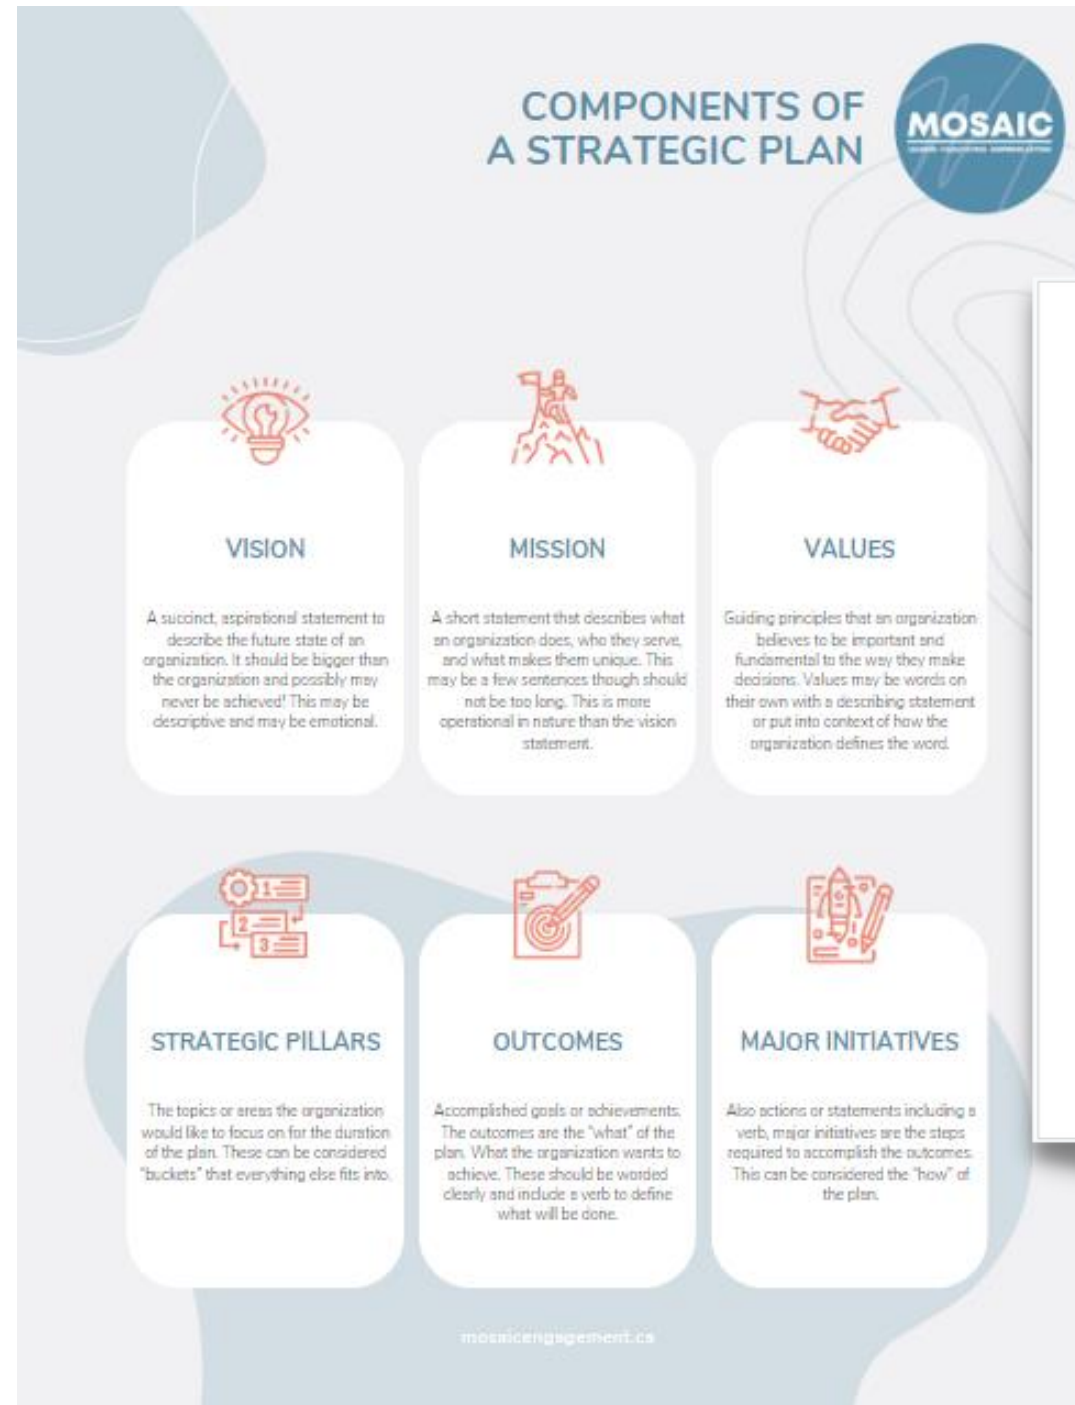 COMPONENTS OF
A STRATEGIC PLAN
MOSAIC
VISION
A succinct, aspirational statement to
describe the future state of an
organization. It should be bigger than
the organization and possibly may
never be achieved! This may be
descriptive and may be emotional.
MISSION
A short statement that describes what
an organization does, who they serve,
and what makes them unique. This
may be a few sentences though should
not be too long. This is more
operational in nature than the vision
statement.
VALUES
Guiding principles that an organization
believes to be important and
fundamental to the way they make
decisions. Values may be words on
their own with a describing statement
or put into context of how the
organization defines the word.
1
2
3
STRATEGIC PILLARS
The topics or areas the organization
would like to focus on for the duration
of the plan. These can be considered
"buckets" that everything else fits into.
OUTCOMES
Accomplished goals or achievements.
The outcomes are the "what" of the
plan. What the organization wants to
achieve. These should be worded
clearly and include a verb to define
what will be done.
MAJOR INITIATIVES
Also actions or statements including a
verb, major initiatives are the steps
required to accomplish the outcomes.
This can be considered the "how" of
the plan.
mosaicengagement.ca